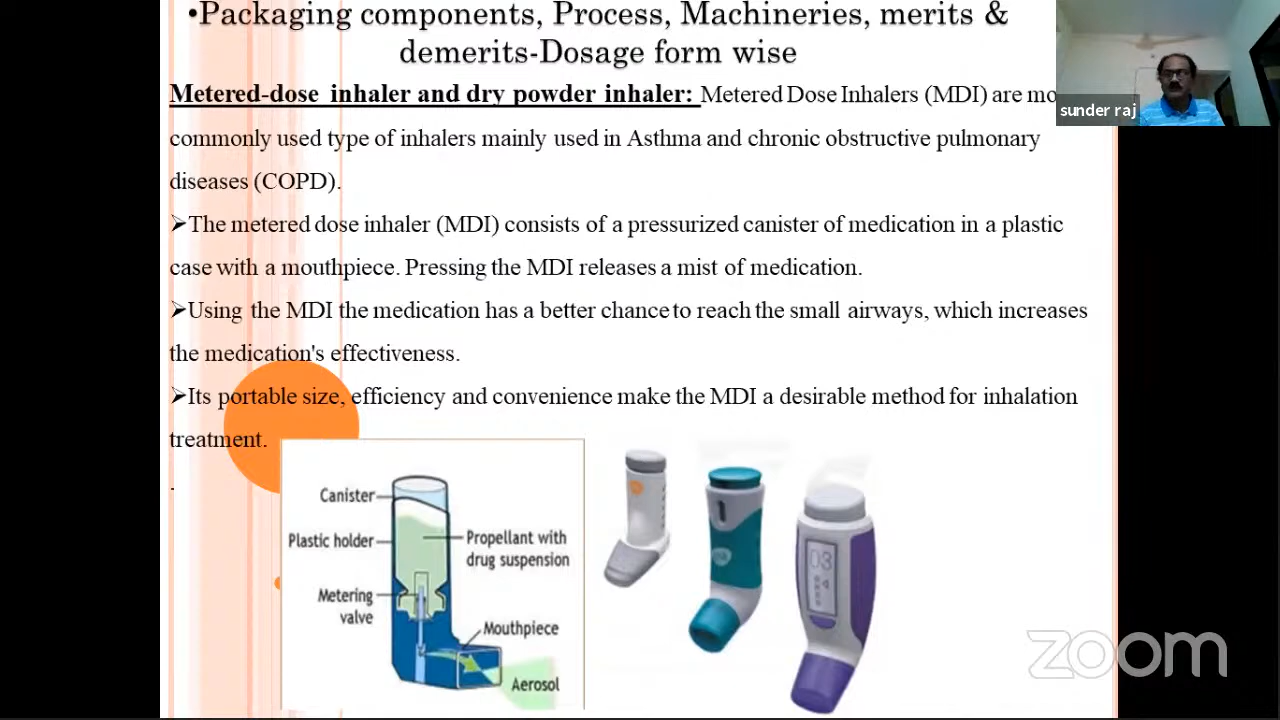 •Packaging components, Process, Machineries, merits &
demerits-Dosage form wise
Metered-dose inhaler and dry powder inhaler: Metered Dose Inhalers (MDI) are mo
commonly used type of inhalers mainly used in Asthma and chronic obstructive pulmonary
diseases (COPD).
➢The metered dose inhaler (MDI) consists of a pressurized canister of medication in a plastic
case with a mouthpiece. Pressing the MDI releases a mist of medication.
➢Using the MDI the medication has a better chance to reach the small airways, which increases
the medication's effectiveness.
➢Its portable size, efficiency and convenience make the MDI a desirable method for inhalation
treatment.
.
Canister
Plastic holder
Propellant with
drug suspension
Metering
valve
Mouthpiece
Aerosol
03
sunder raj
zoom